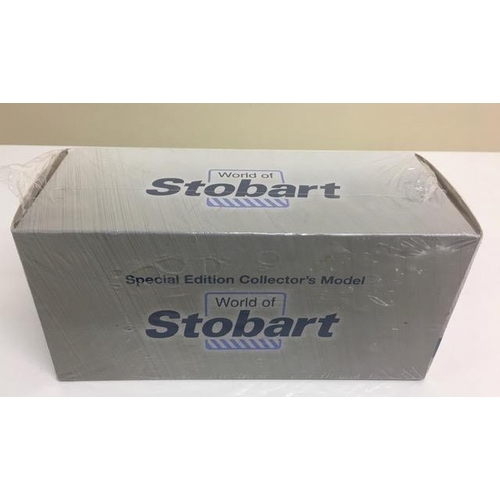 World of
Stobart
Special Edition Collector's Model
World of
Stobart